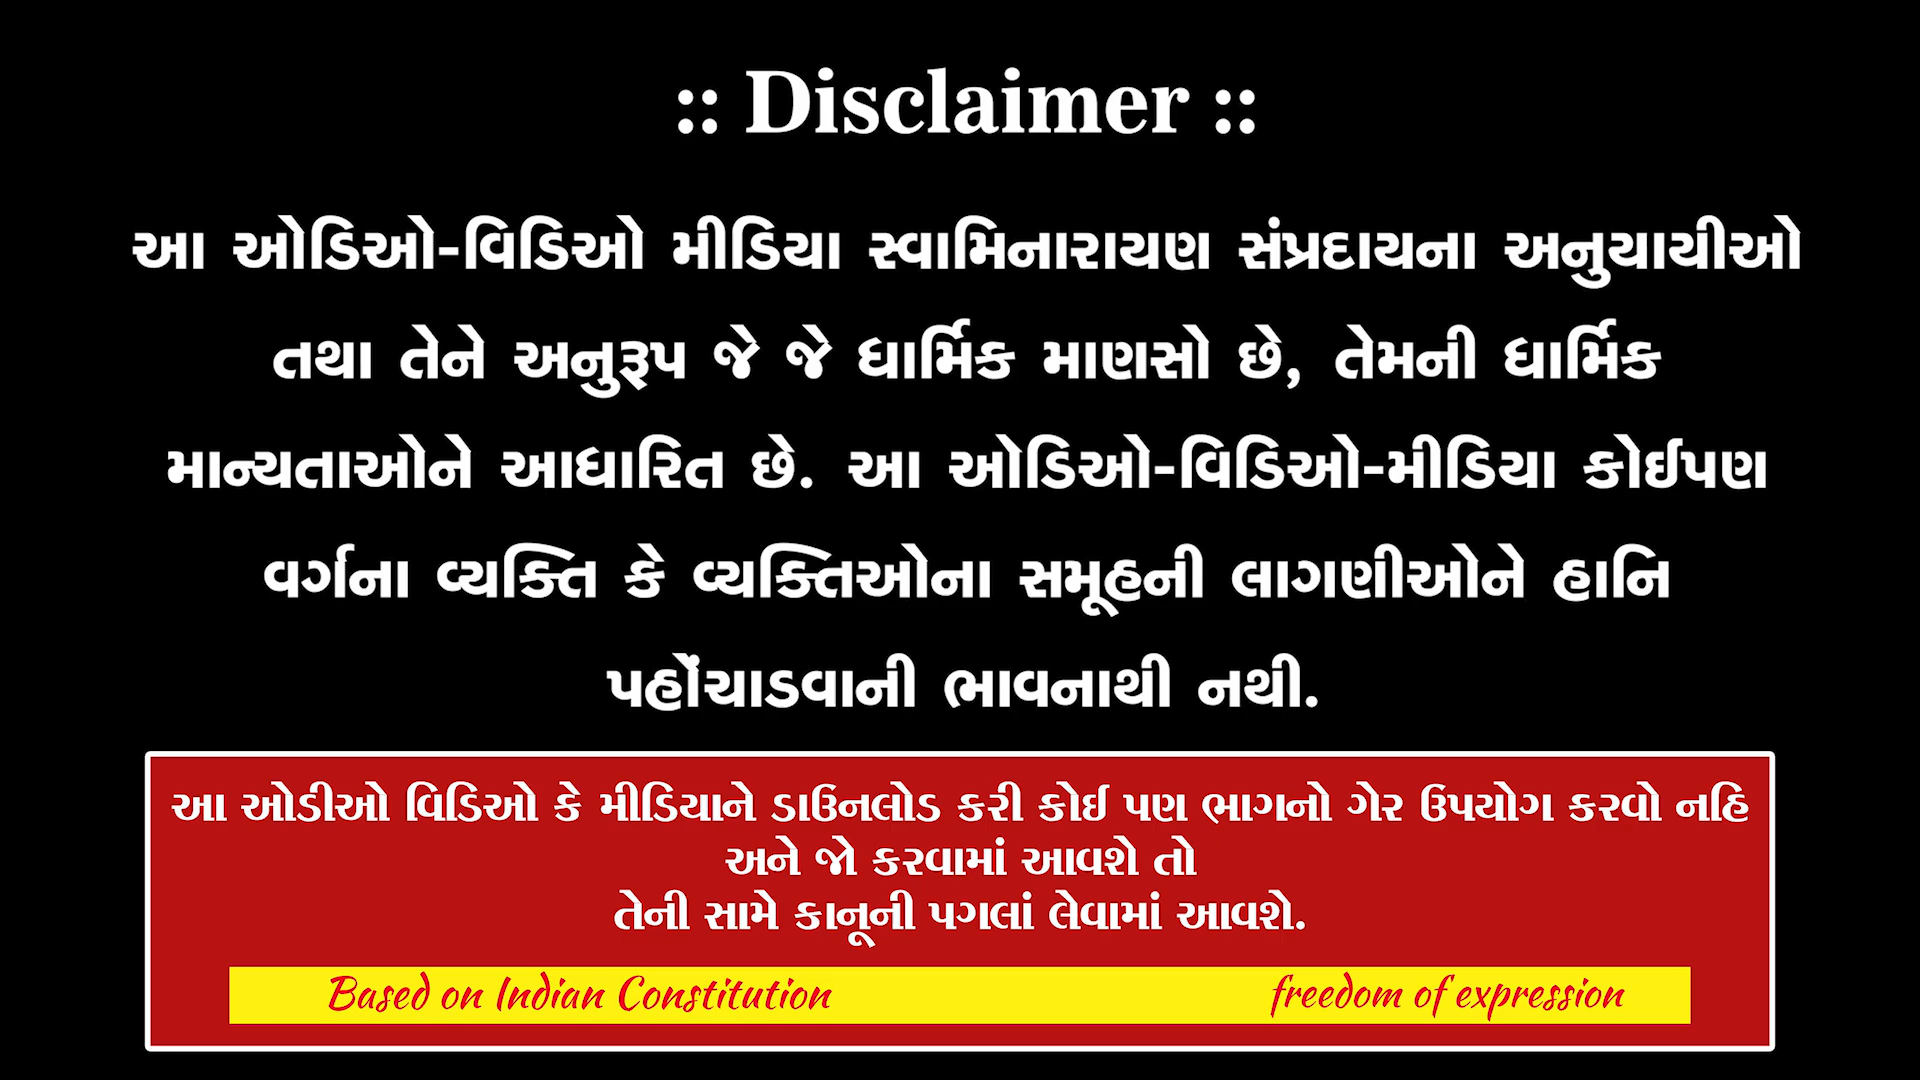 :: Disclaimer ::
આ ઓડિઓ-વિડિઓ મીડિયા સ્વામિનારાયણ સંપ્રદાયના અનુયાયીઓ
તથા તેને અનુરૂપ જે જે ધાર્મિક માણસો છે, તેમની ધાર્મિક
માન્યતાઓને આધારિત છે. આ ઓડિઓ-વિડિઓ-મીડિયા કોઈપણ
વર્ગના વ્યક્તિ કે વ્યક્તિઓના સમૂહની લાગણીઓને હાનિ
પહોંચાડવાની ભાવનાથી નથી.
આ ઓડીઓ વિડિઓ કે મીડિયાને ડાઉનલોડ કરી કોઈ પણ ભાગનો ગેર ઉપયોગ કરવો નહિ
અને જો કરવામાં આવશે તો
તેની સામે કાનૂની પગલાં લેવામાં આવશે.
Based on Indian Constitution freedom of expression